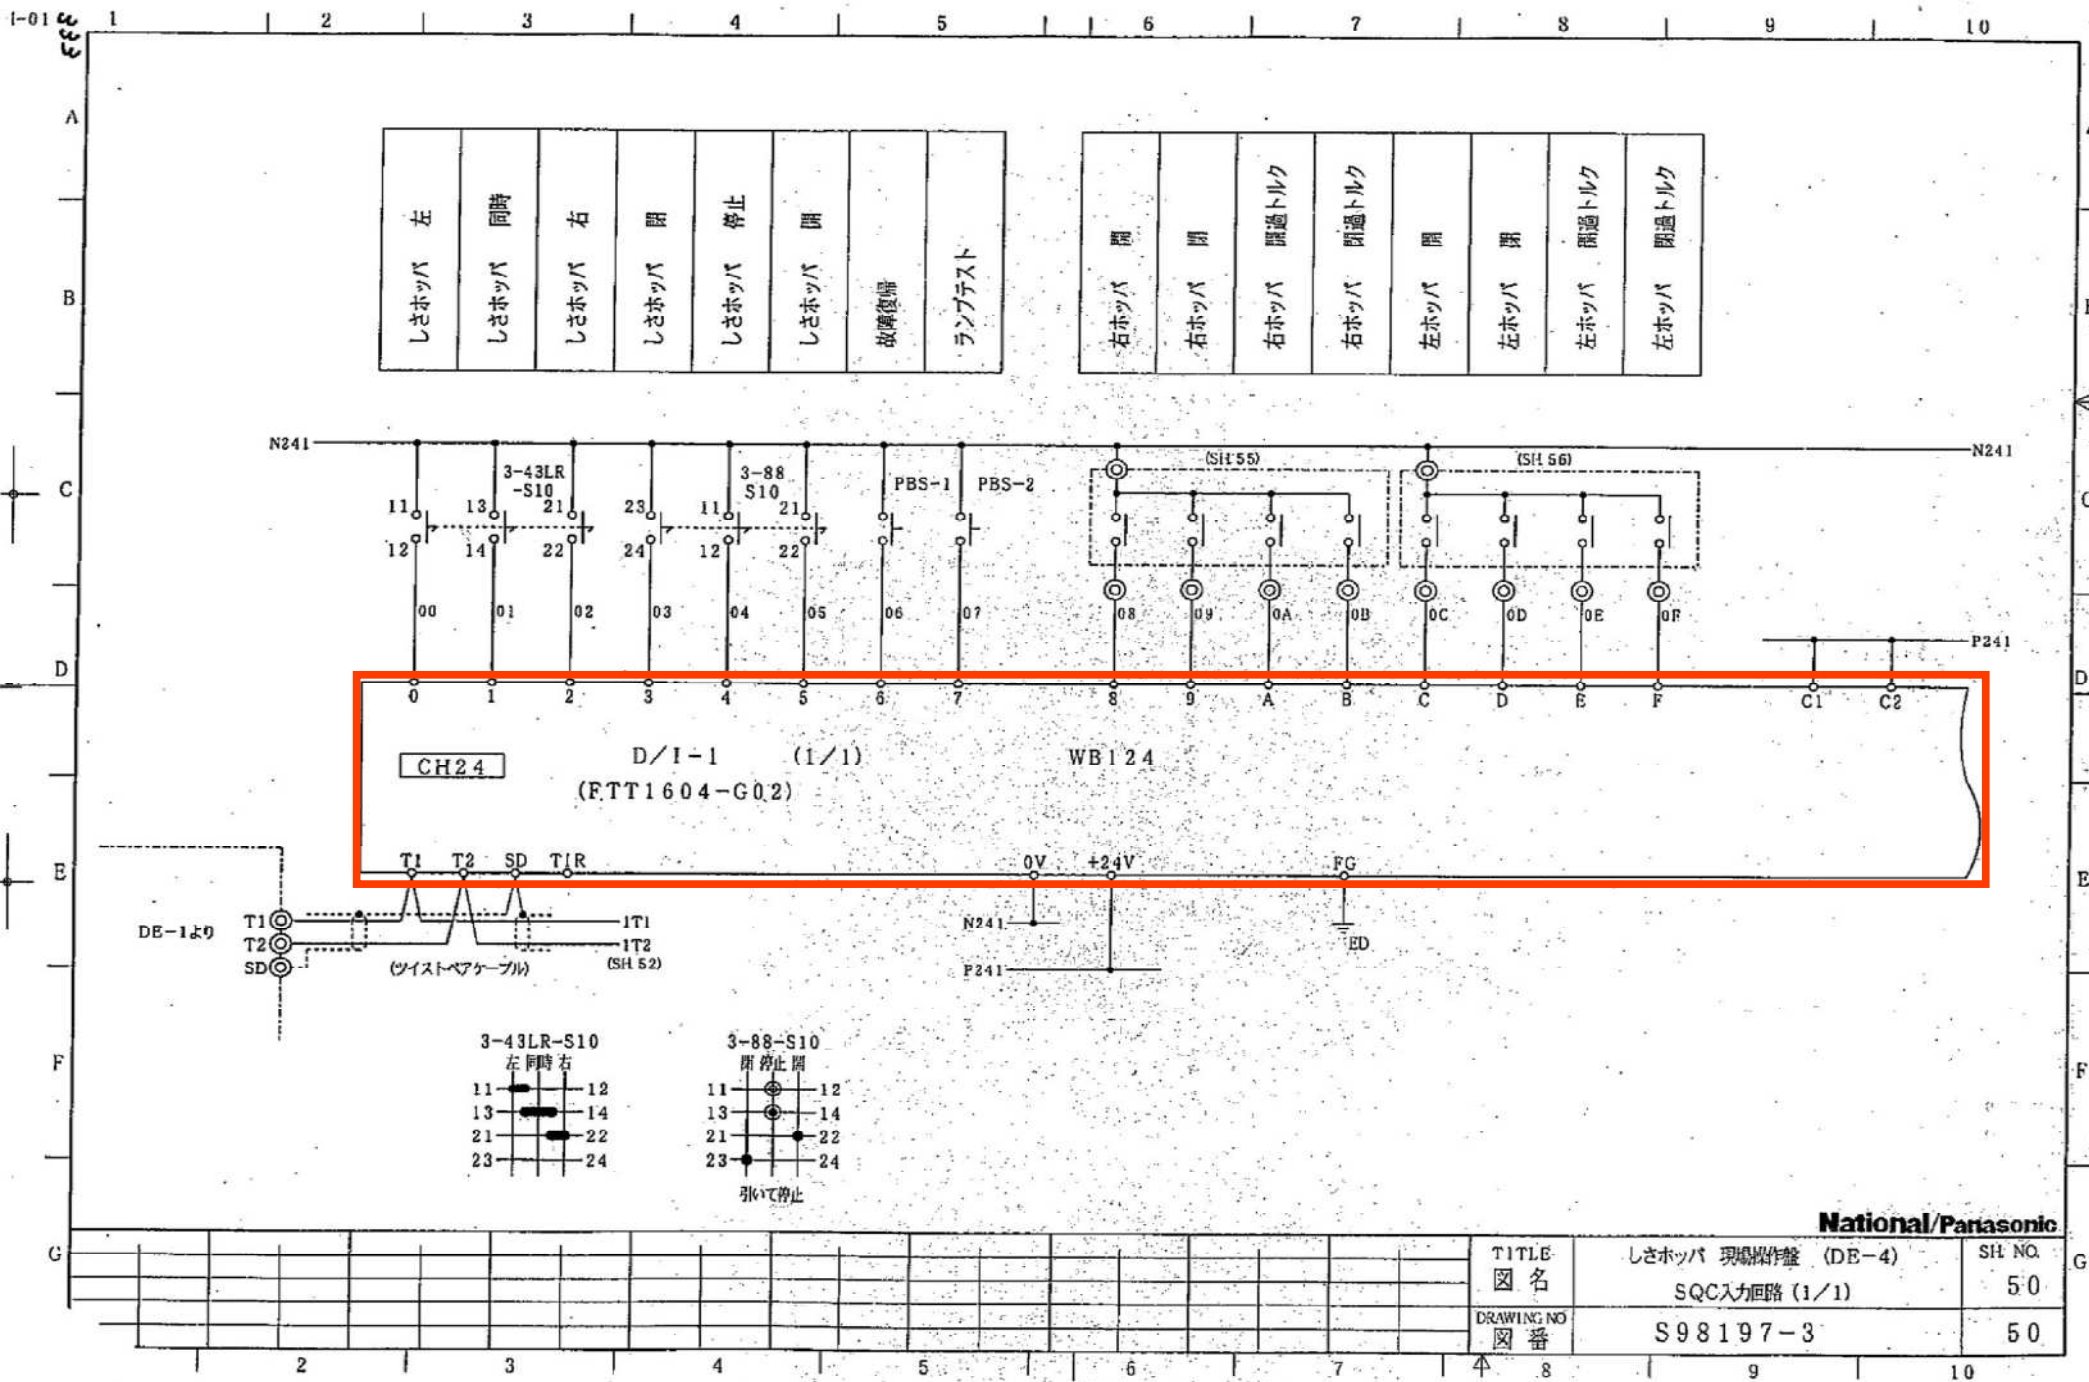 1-01
1 2 3 4 5 6 7 8 9 10
A
B
C
D
E
F
G
しさホッパ 左
しさホッパ 同時
しさホッパ 右
しさホッパ 閉
しさホッパ 停止
しさホッパ 開
故障復帰
ランプテスト
右ホッパ 開
右ホッパ 閉
右ホッパ 開過トルク
右ホッパ 閉過トルク
左ホッパ 開
左ホッパ 閉
左ホッパ 開過トルク
左ホッパ 閉過トルク
N241
N241
3-43LR
-S10
3-88
S10
PBS-1 PBS-2
(SH.55)
(SH.56)
11 13 21 23 11 21
12 14 22 24 12 22
00 01 02 03 04 05 06 07 08 09 0A 0B 0C 0D 0E 0F
P241
0 1 2 3 4 5 6 7 8 9 A B C D E F C1 C2
CH24
D/I-1 (1/1) WB124
(FTT1604-G02)
T1 T2 SD TIR 0V +24V FG
DE-1より
T1
T2
SD
1T1
1T2
(SH.52)
(ツイストペアケーブル)
N241
P241
ED
3-43LR-S10
左 同時 右
11 12
13 14
21 22
23 24
3-88-S10
閉 停止 開
11 12
13 14
21 22
23 24
引いて停止
National/Panasonic
TITLE
図 名
しさホッパ 現場操作盤 (DE-4)
SQC入力回路 (1/1)
SH. NO.
50
DRAWING NO
図 番
S98197-3
50
2 3 4 5 6 7 8 9 10